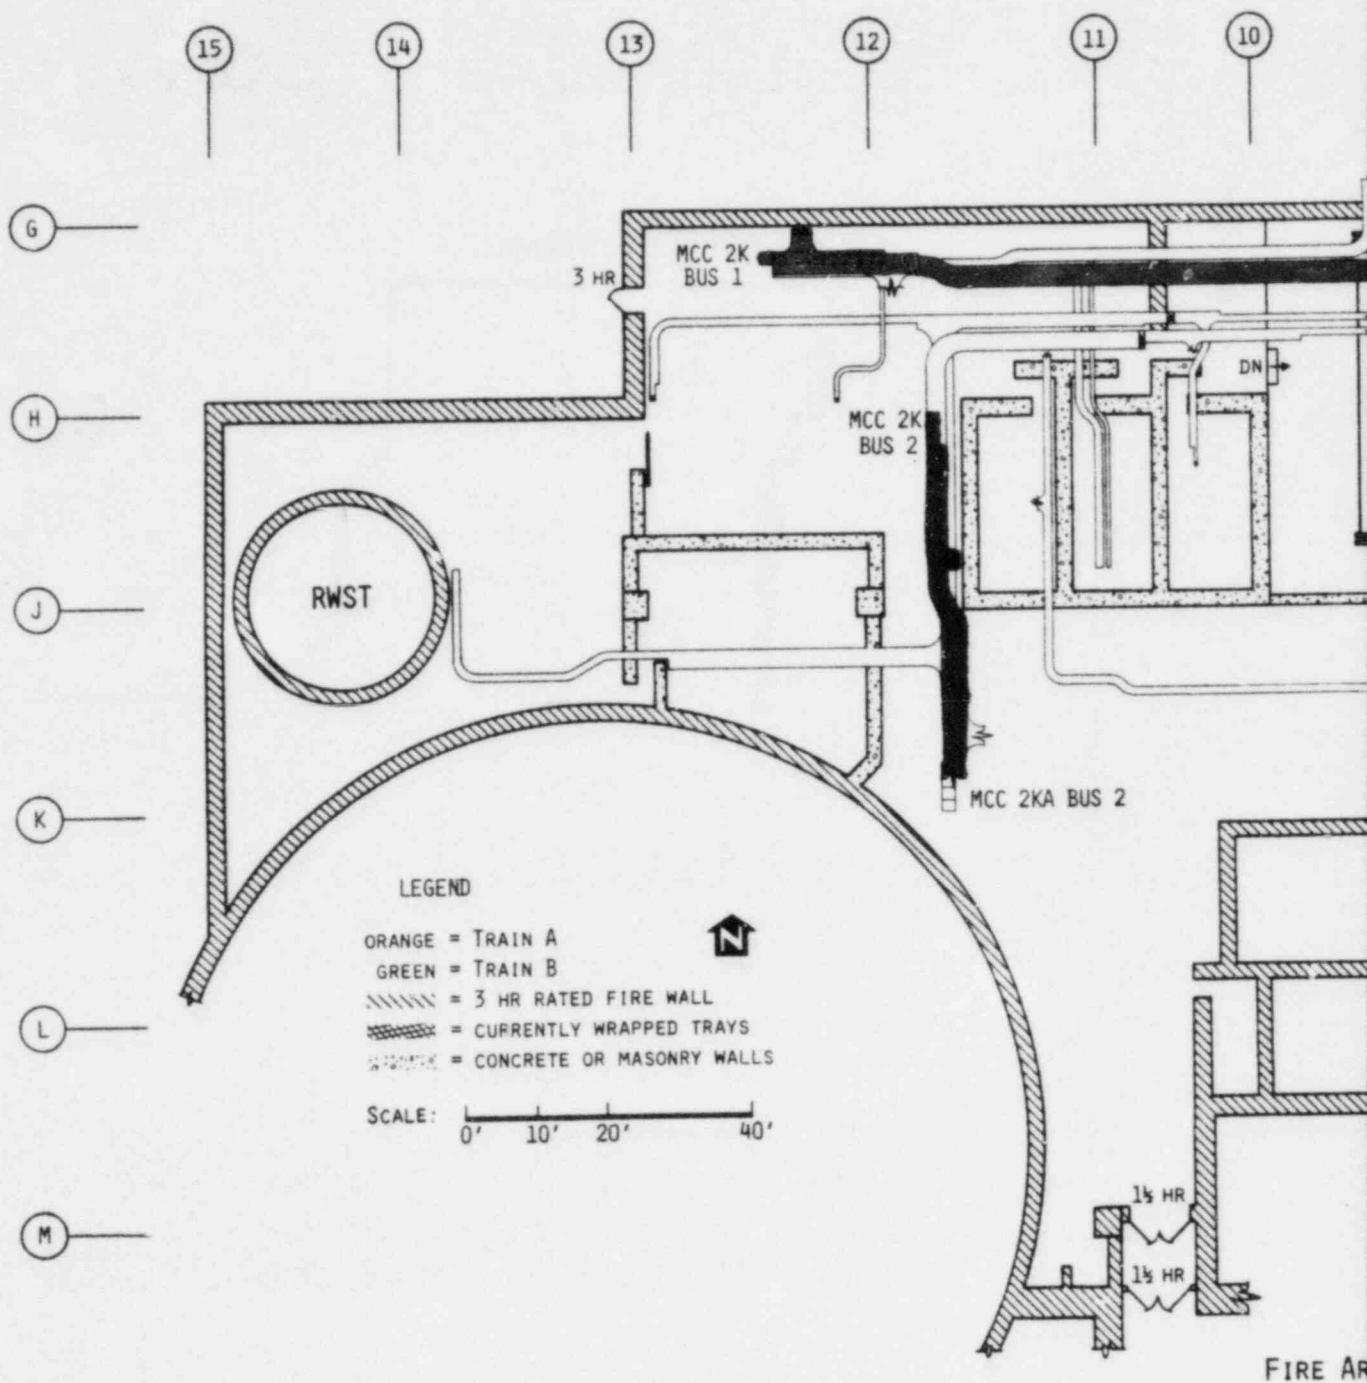 15 14 13 12 11 10
G
MCC 2K
BUS 1
3 HR
DN
H
MCC 2K
BUS 2
J
RWST
K
MCC 2KA BUS 2
LEGEND
N
ORANGE = TRAIN A
GREEN = TRAIN B
= 3 HR RATED FIRE WALL
= CURRENTLY WRAPPED TRAYS
= CONCRETE OR MASONRY WALLS
L
SCALE:
0' 10' 20' 40'
1½ HR
M
1½ HR
FIRE AR